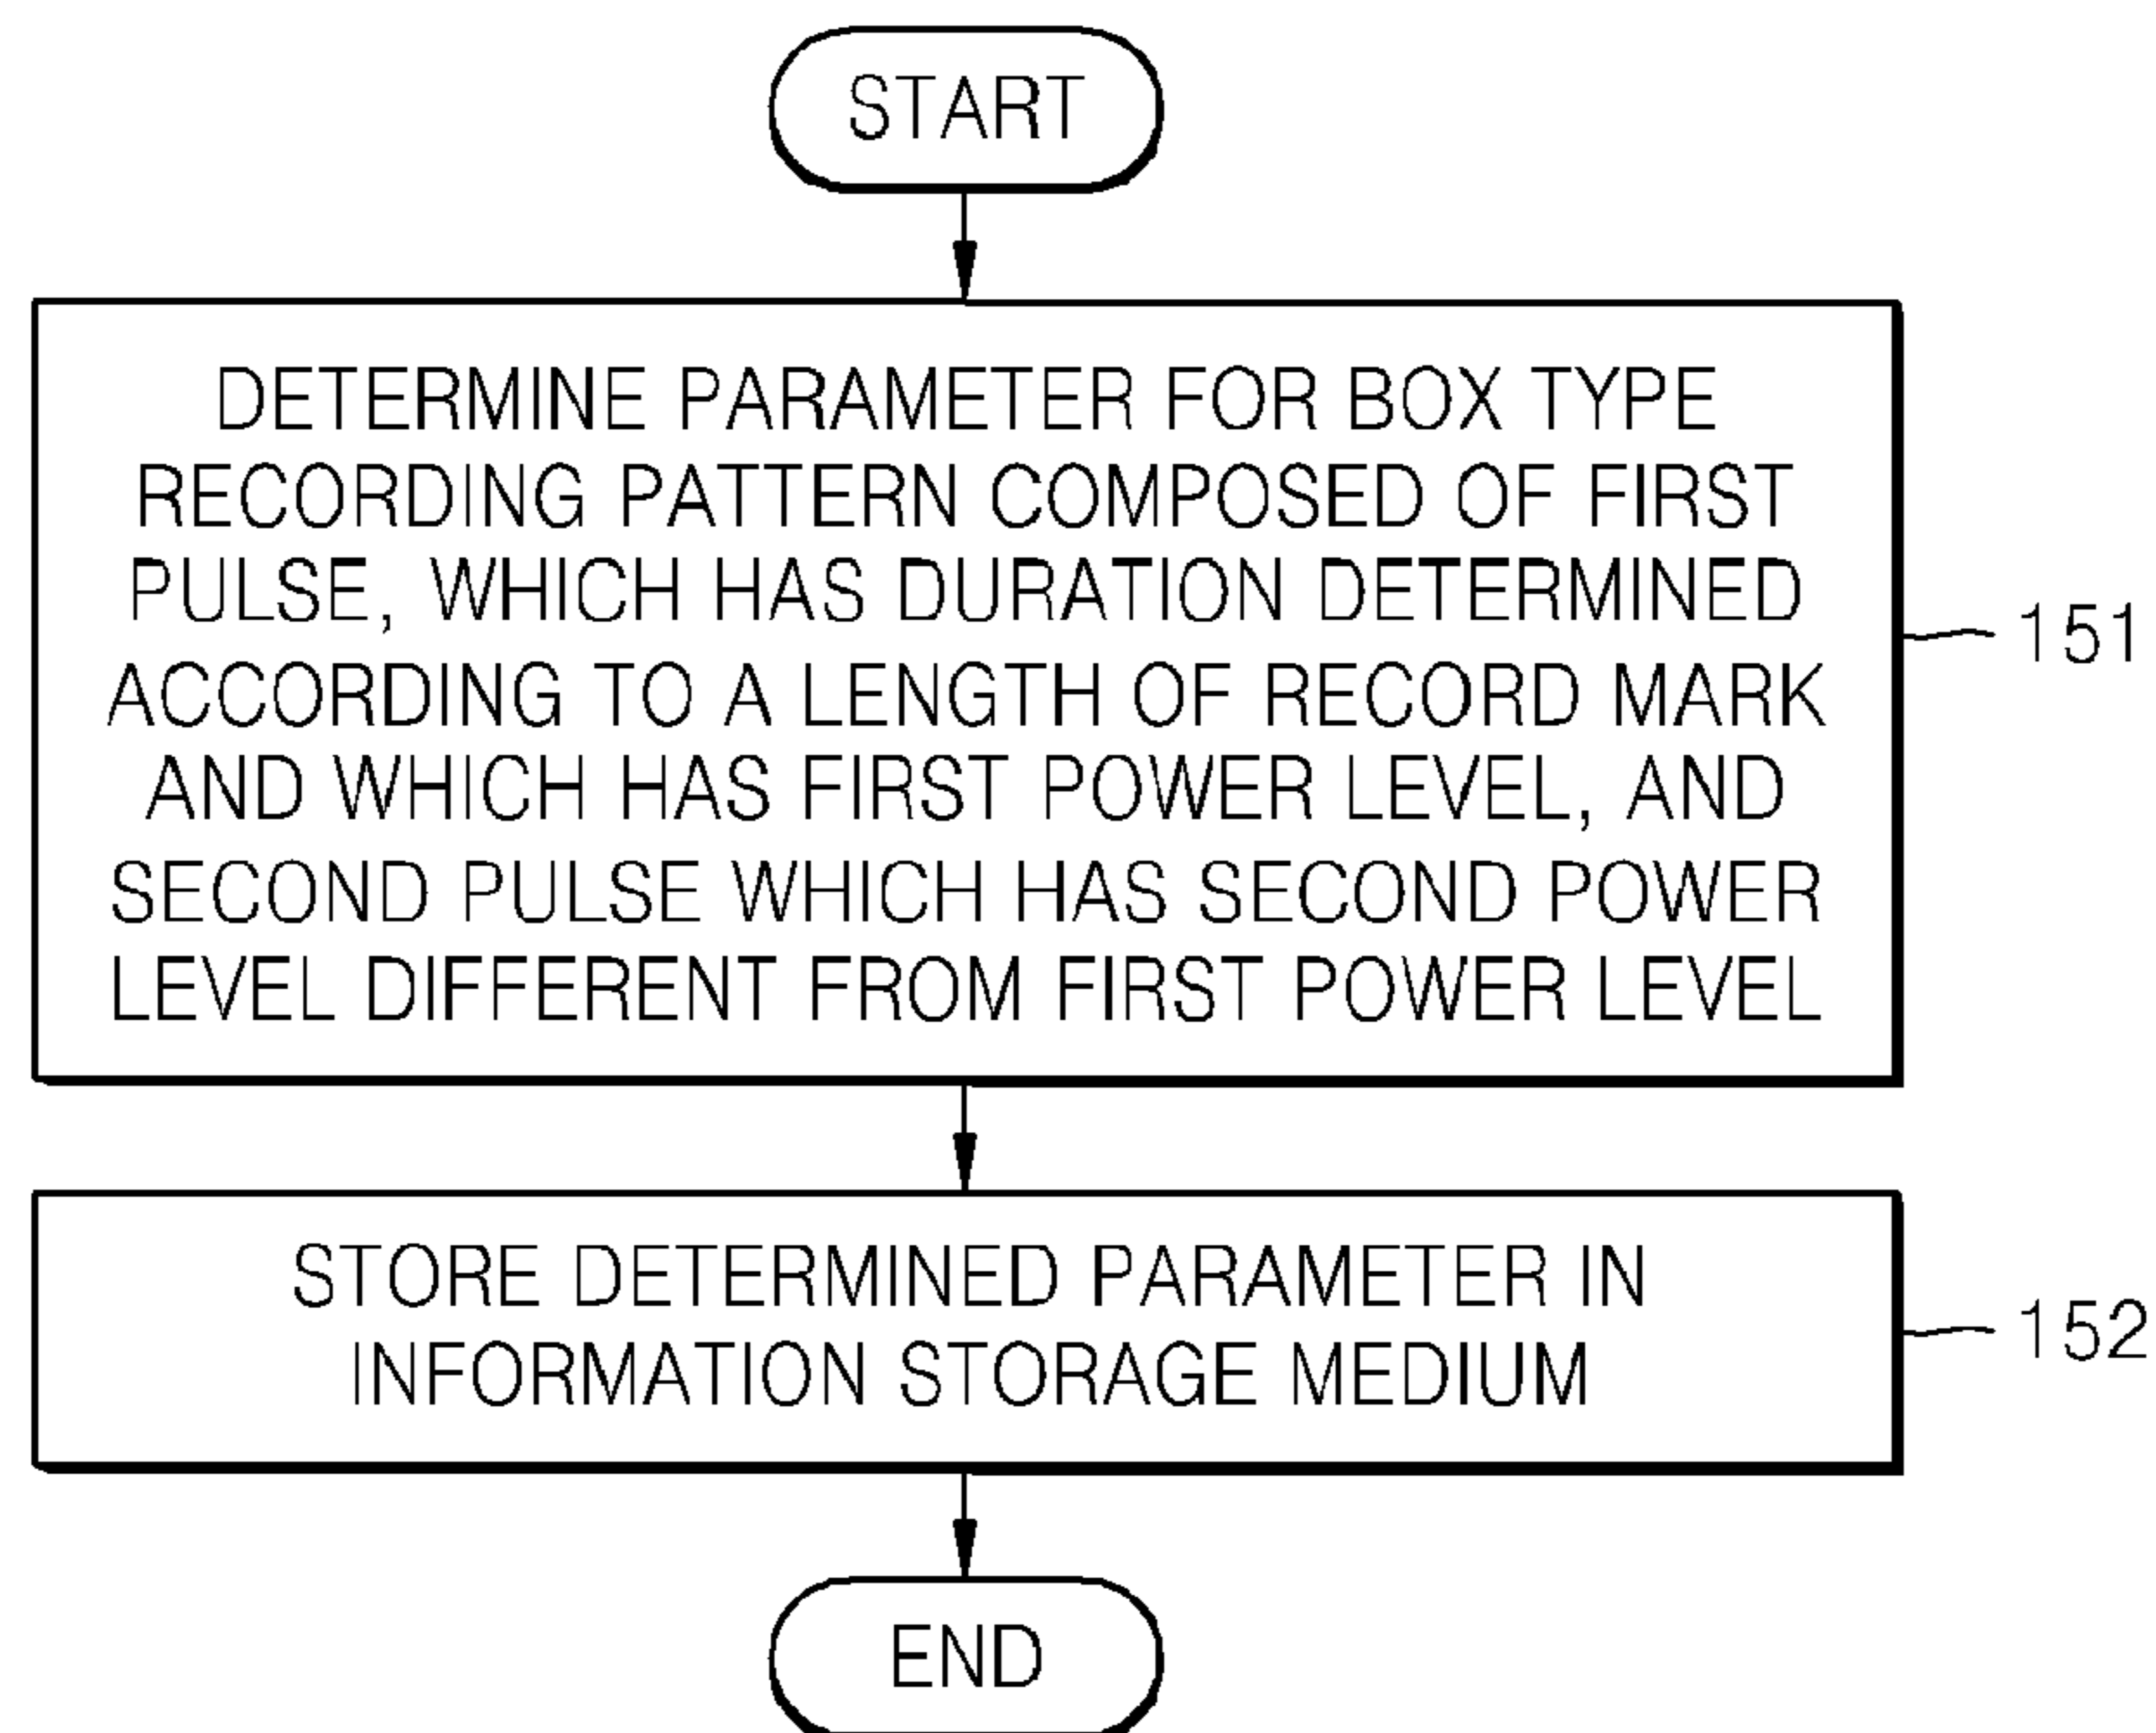 START
DETERMINE PARAMETER FOR BOX TYPE
RECORDING PATTERN COMPOSED OF FIRST
PULSE, WHICH HAS DURATION DETERMINED
ACCORDING TO A LENGTH OF RECORD MARK
AND WHICH HAS FIRST POWER LEVEL, AND
SECOND PULSE WHICH HAS SECOND POWER
LEVEL DIFFERENT FROM FIRST POWER LEVEL
151
STORE DETERMINED PARAMETER IN
INFORMATION STORAGE MEDIUM
152
END